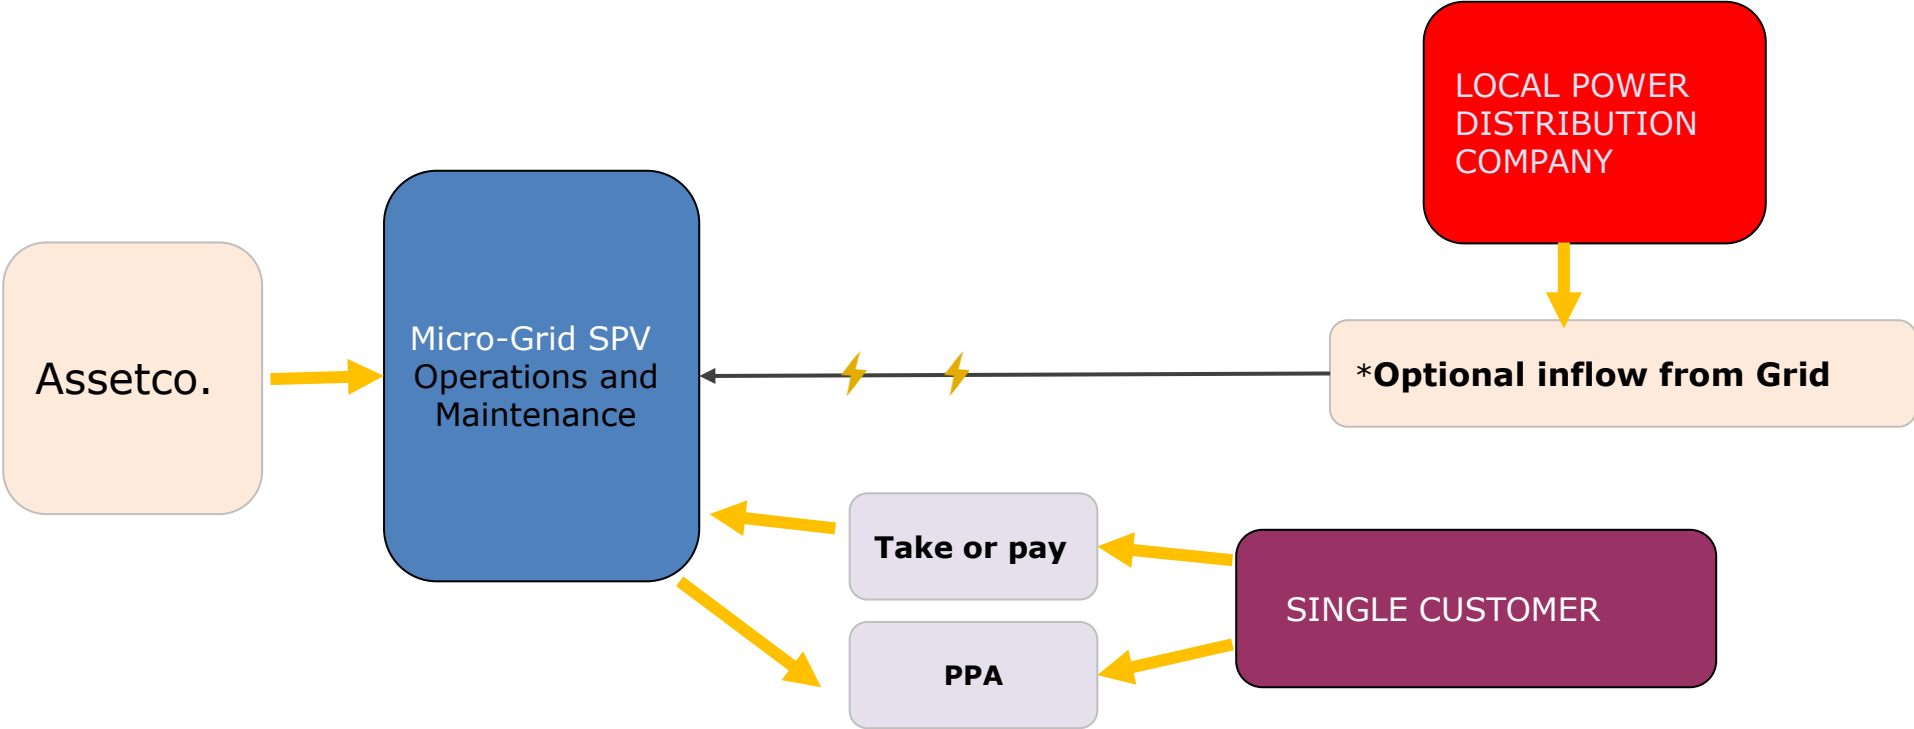 LOCAL POWER
DISTRIBUTION
COMPANY
Micro-Grid SPV
Operations and
Maintenance
Assetco.
*Optional inflow from Grid
Take or pay
SINGLE CUSTOMER
PPA